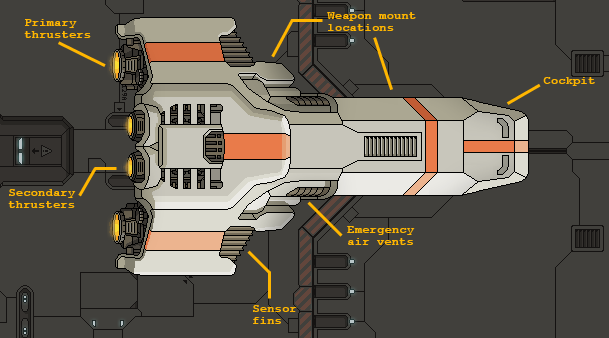 Primary
thrusters
Weapon mount
locations
Cockpit
Secondary
thrusters
Emergency
air vents
Sensor
fins